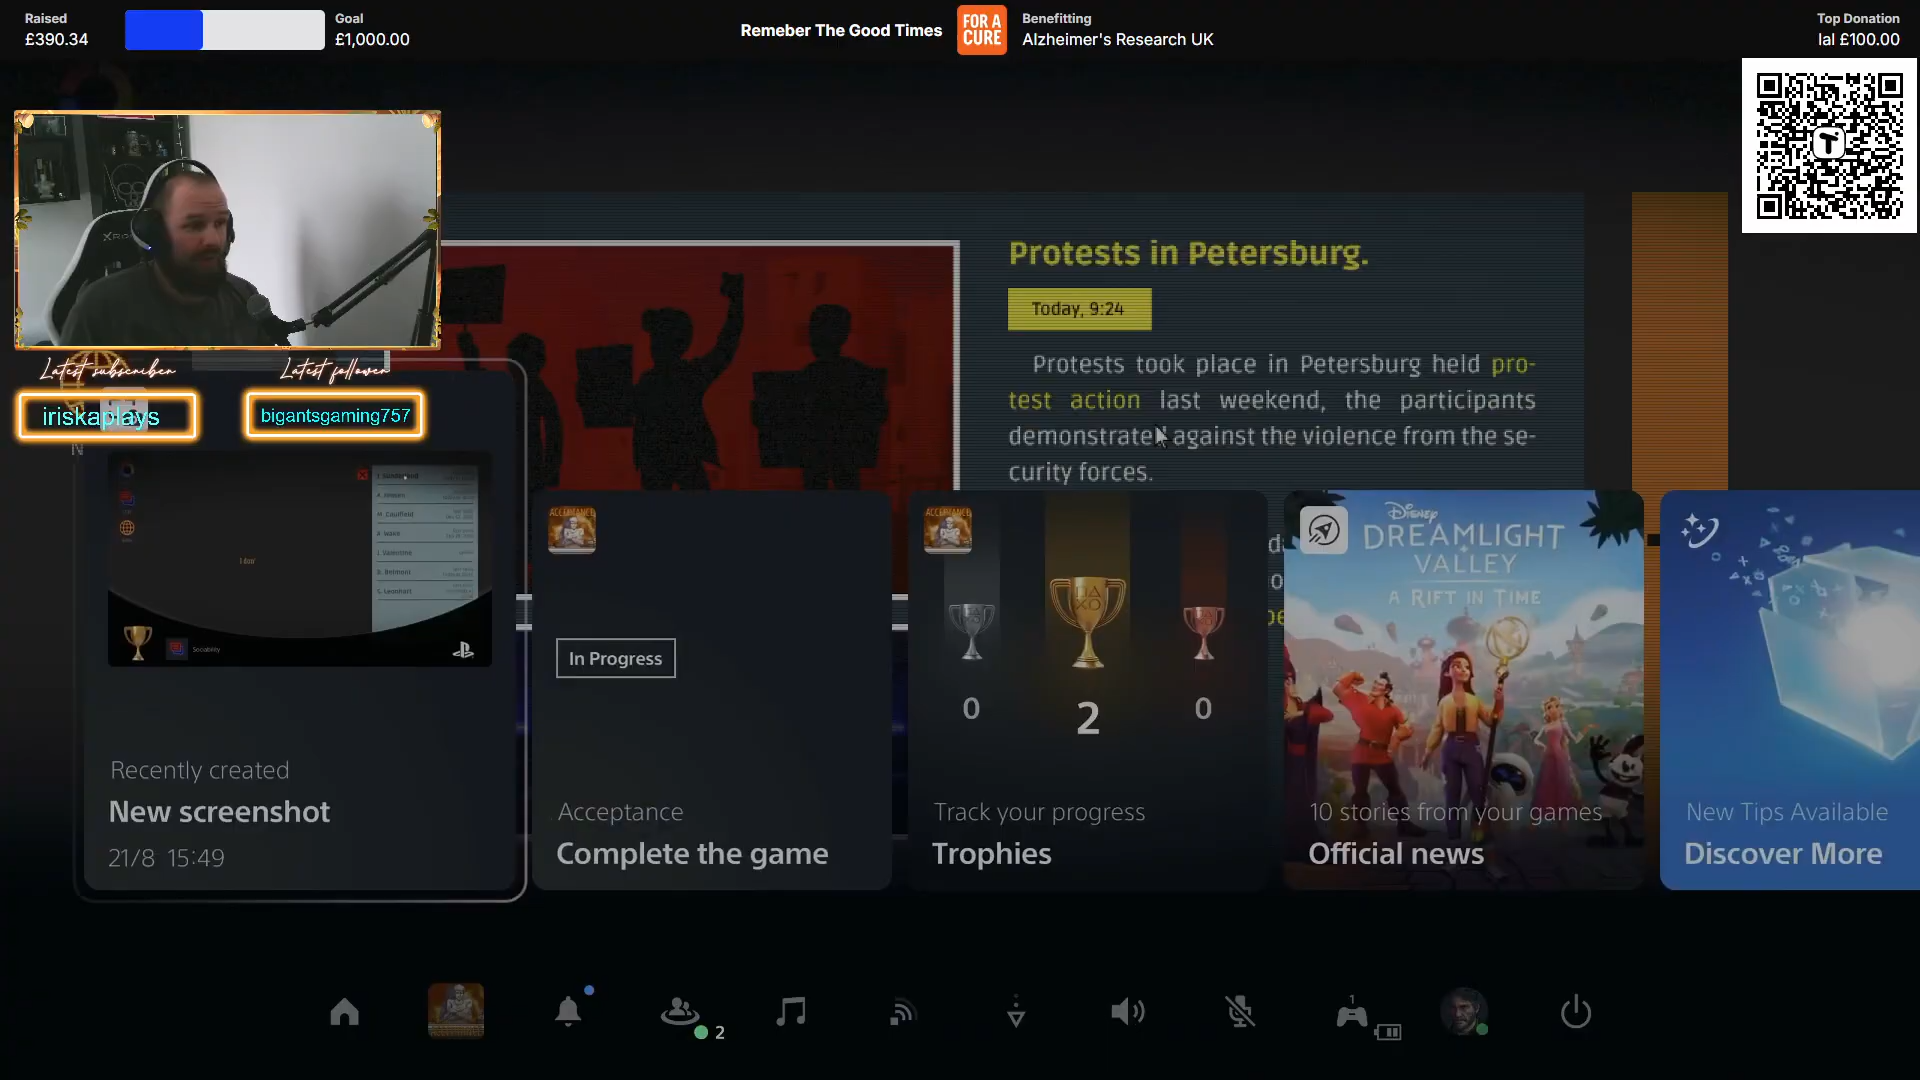 Raised
£390.34
Goal
£1,000.00
Remeber The Good Times
FOR A
CURE
Benefitting
Alzheimer's Research UK
Top Donation
lal £100.00
Latest subscriber
Latest follower
iriskaplays
bigantsgaming757
Protests in Petersburg.
Today, 9:24
Protests took place in Petersburg held pro-
test action last weekend, the participants
demonstrated against the violence from the se-
curity forces.
Sociability
Recently created
New screenshot
21/8 15:49
ACCEPTANCE
In Progress
Acceptance
Complete the game
ACCEPTANCE
0
2
0
Track your progress
Trophies
Disney
DREAMLIGHT
VALLEY
A RIFT IN TIME
10 stories from your games
Official news
New Tips Available
Discover More
2
1